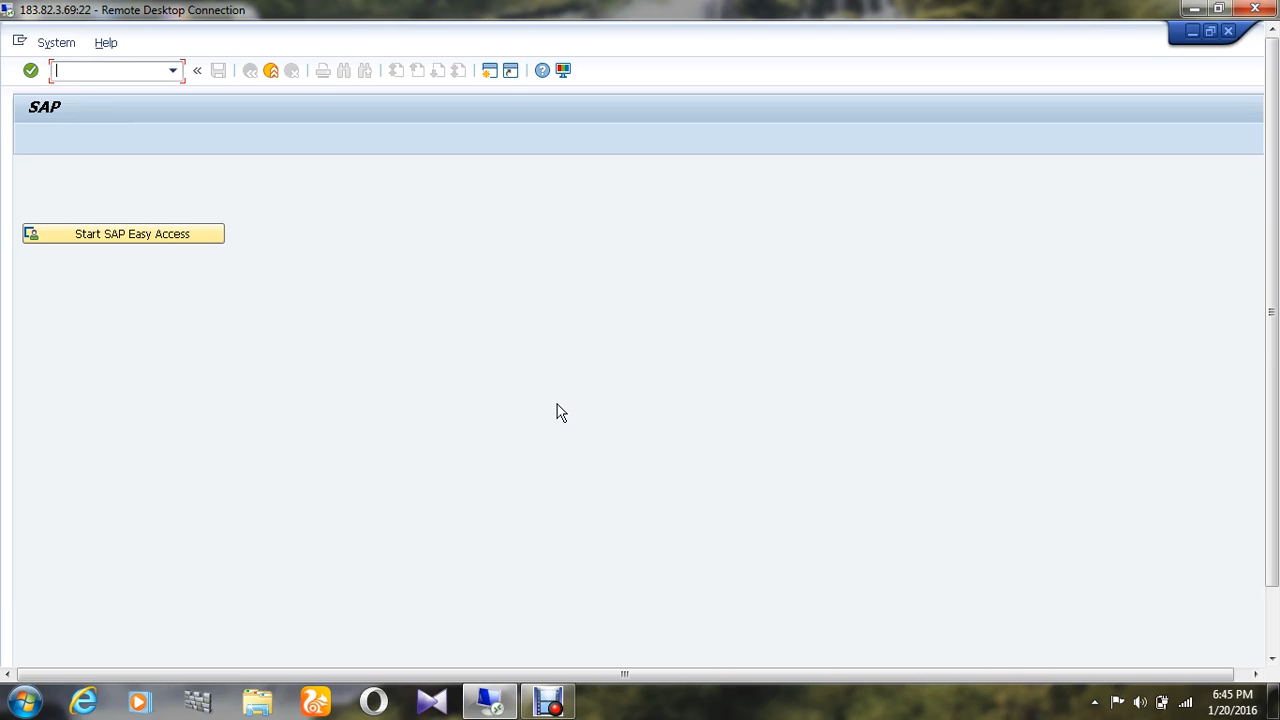 183.82.3.69:22 - Remote Desktop Connection
System Help
SAP
Start SAP Easy Access
6:45 PM
1/20/2016